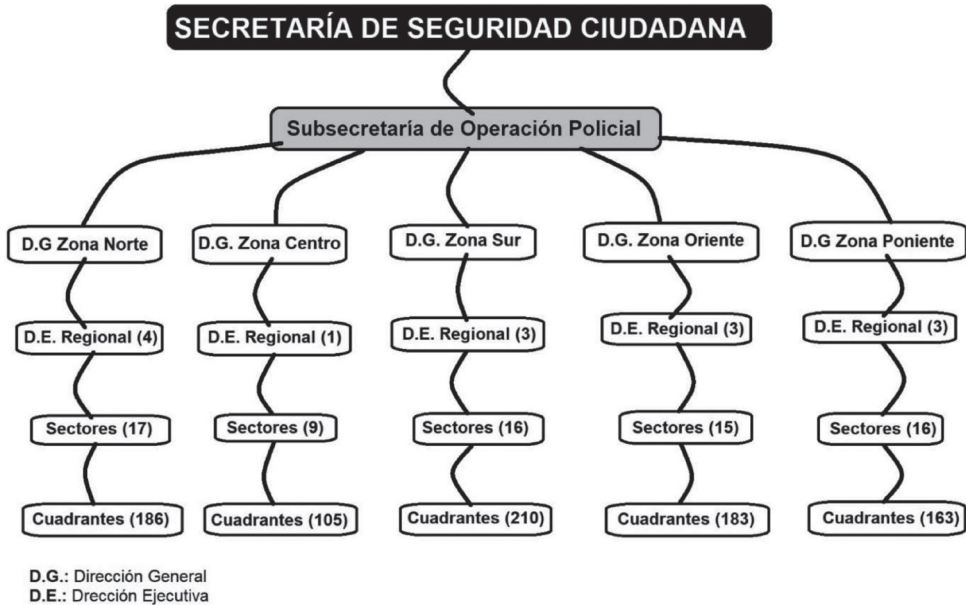 SECRETARÍA DE SEGURIDAD CIUDADANA
Subsecretaría de Operación Policial
D.G Zona Norte
D.G. Zona Centro
D.G. Zona Sur
D.G. Zona Oriente
D.G Zona Poniente
D.E. Regional (4)
D.E. Regional (1)
D.E. Regional (3)
D.E. Regional (3)
D.E. Regional (3)
Sectores (17)
Sectores (9)
Sectores (16)
Sectores (15)
Sectores (16)
Cuadrantes (186)
Cuadrantes (105)
Cuadrantes (210)
Cuadrantes (183)
Cuadrantes (163)
D.G.: Dirección General
D.E.: Drección Ejecutiva